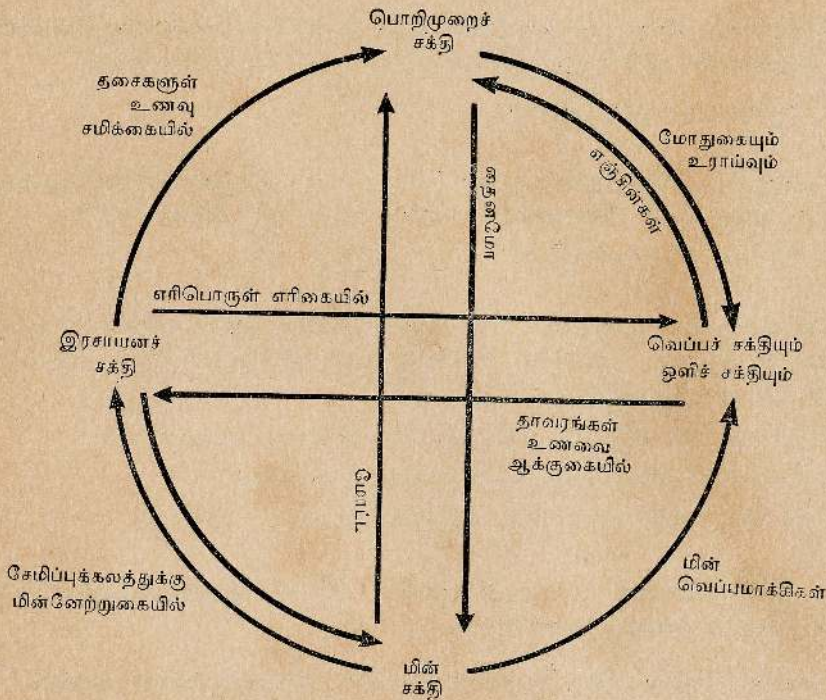 பொறிமுறைச்
சக்தி
தசைகளுள்
உணவு
சமிக்கையில்
மோதுகையும்
உராய்வும்
எஞ்சின்கள்
தைனமோ
எரிபொருள் எரிகையில்
இரசாயனச்
சக்தி
வெப்பச் சக்தியும்
ஒளிச் சக்தியும்
தாவரங்கள்
உணவை
ஆக்குகையில்
மோட்டர்
சேமிப்புக்கலத்துக்கு
மின்னேற்றுகையில்
மின்
வெப்பமாக்கிகள்
மின்
சக்தி